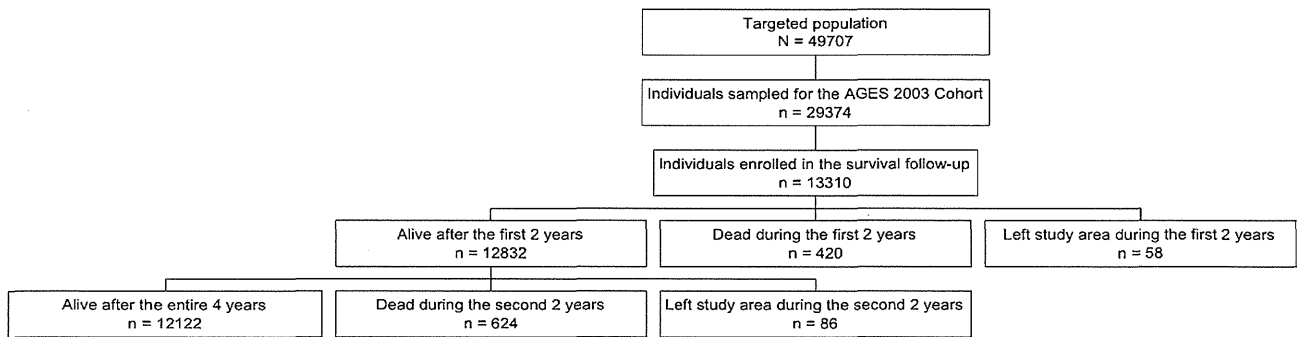 Targeted population
N = 49707
Individuals sampled for the AGES 2003 Cohort
n = 29374
Individuals enrolled in the survival follow-up
n = 13310
Alive after the first 2 years
n = 12832
Dead during the first 2 years
n = 420
Left study area during the first 2 years
n = 58
Alive after the entire 4 years
n = 12122
Dead during the second 2 years
n = 624
Left study area during the second 2 years
n = 86